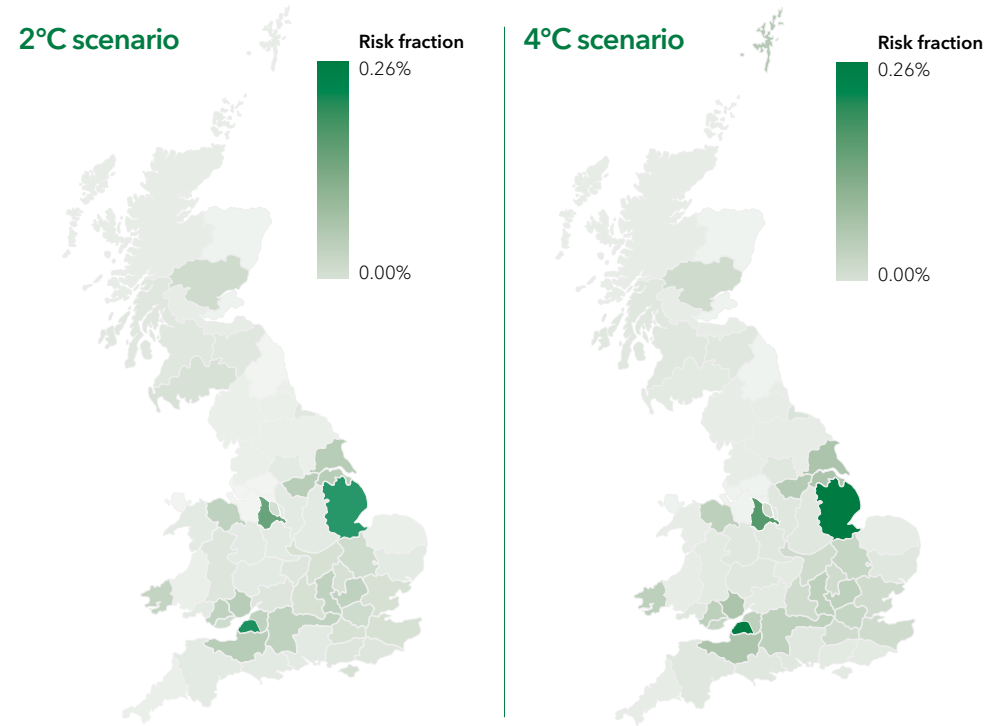 2°C scenario
Risk fraction
0.26%
0.00%
4°C scenario
Risk fraction
0.26%
0.00%